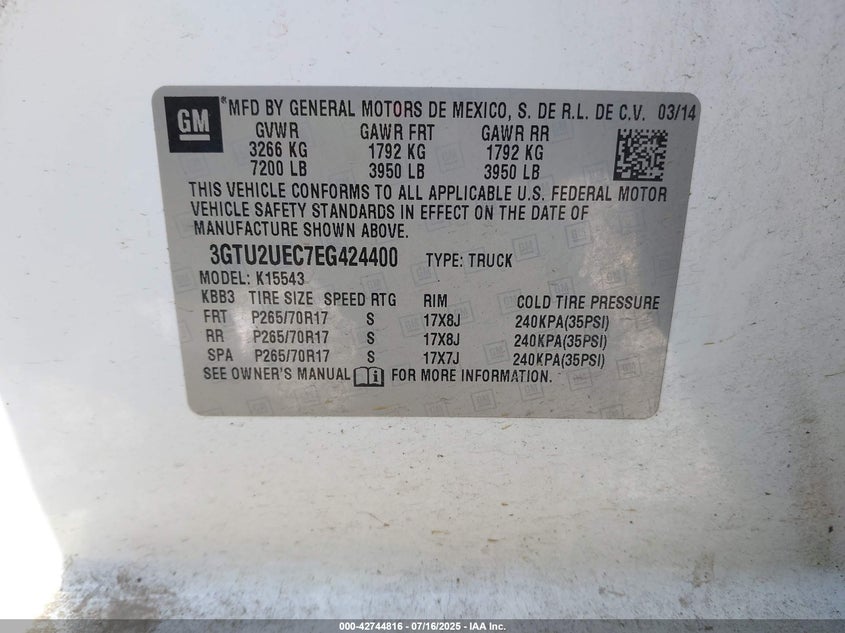 GM ® MFD BY GENERAL MOTORS DE MEXICO, S. DE R.L. DE C.V. 03/14
GVWR GAWR FRT GAWR RR
3266 KG 1792 KG 1792 KG
7200 LB 3950 LB 3950 LB
THIS VEHICLE CONFORMS TO ALL APPLICABLE U.S. FEDERAL MOTOR
VEHICLE SAFETY STANDARDS IN EFFECT ON THE DATE OF
MANUFACTURE SHOWN ABOVE.
3GTU2UEC7EG424400 TYPE: TRUCK
MODEL: K15543
KBB3 TIRE SIZE SPEED RTG RIM COLD TIRE PRESSURE
FRT P265/70R17 S 17X8J 240KPA(35PSI)
RR P265/70R17 S 17X8J 240KPA(35PSI)
SPA P265/70R17 S 17X7J 240KPA(35PSI)
SEE OWNER'S MANUAL FOR MORE INFORMATION.
000-42744816 - 07/16/2025 - IAA Inc.